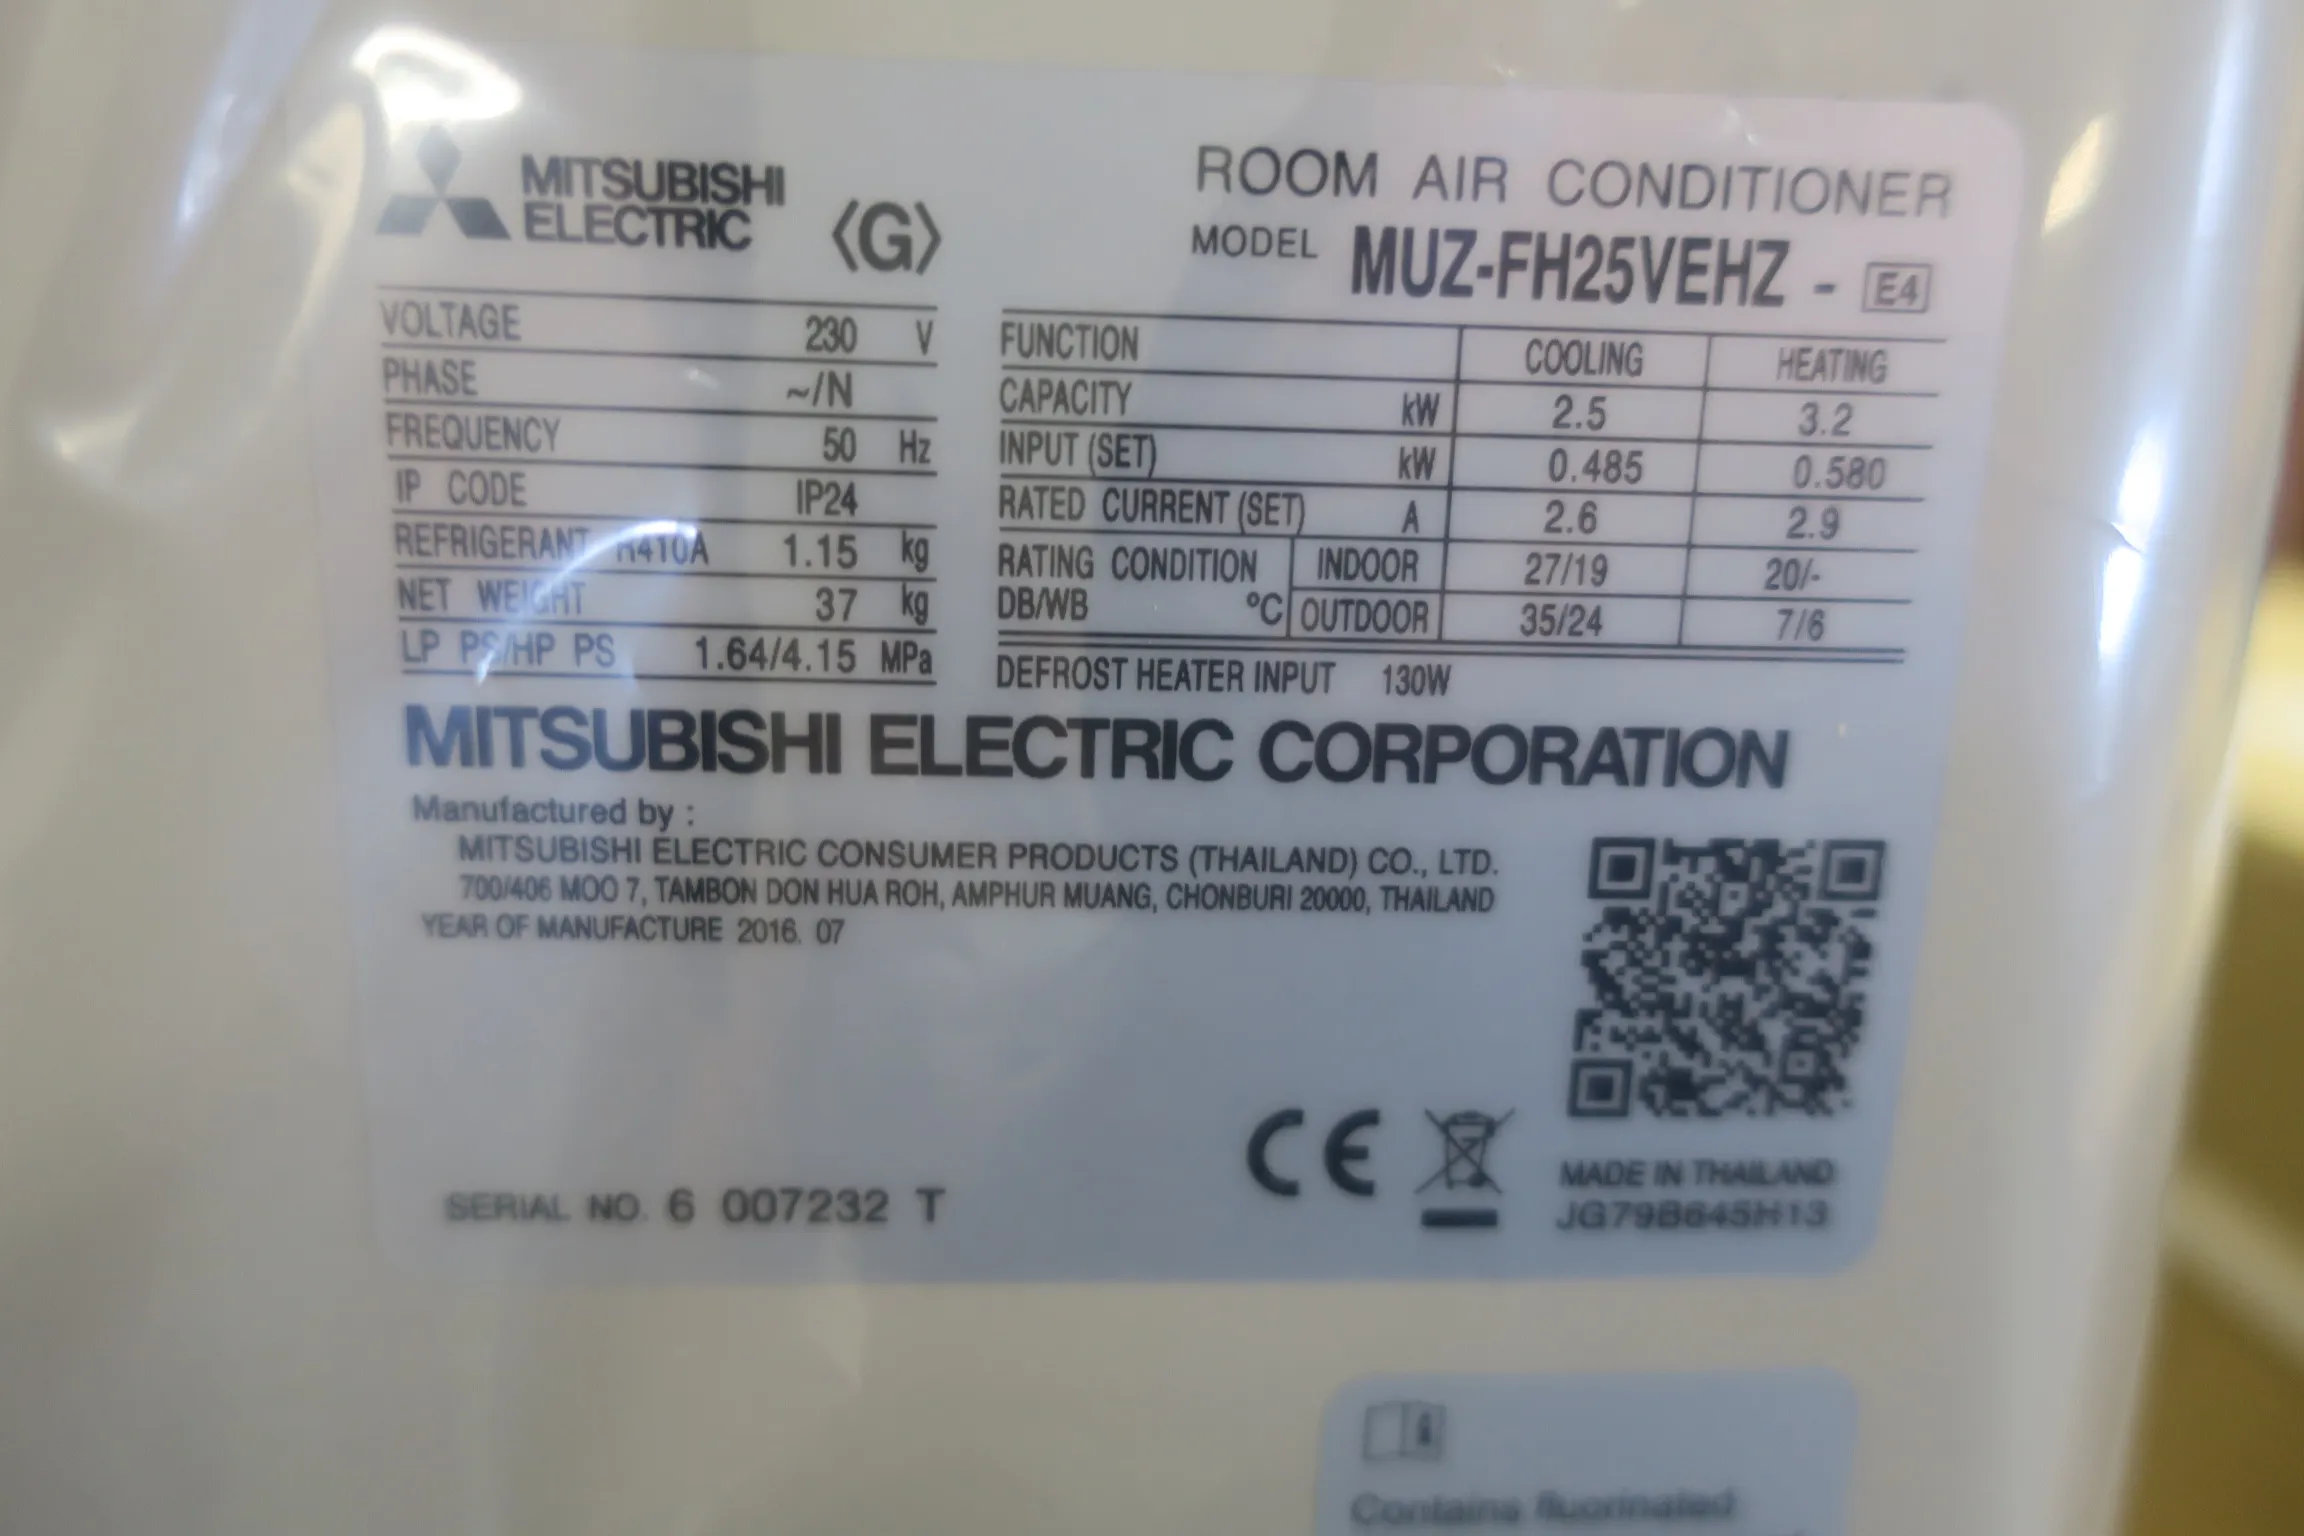 MITSUBISHI
ELECTRIC
〈G〉
ROOM AIR CONDITIONER
MODEL MUZ-FH25VEHZ - E4
VOLTAGE 230 V
PHASE ~/N
FREQUENCY 50 Hz
IP CODE IP24
REFRIGERANT R410A 1.15 kg
NET WEIGHT 37 kg
LP PS/HP PS 1.64/4.15 MPa
FUNCTION COOLING HEATING
CAPACITY kW 2.5 3.2
INPUT (SET) kW 0.485 0.580
RATED CURRENT (SET) A 2.6 2.9
RATING CONDITION INDOOR 27/19 20/-
DB/WB °C OUTDOOR 35/24 7/6
DEFROST HEATER INPUT 130W
MITSUBISHI ELECTRIC CORPORATION
Manufactured by :
MITSUBISHI ELECTRIC CONSUMER PRODUCTS (THAILAND) CO., LTD.
700/406 MOO 7, TAMBON DON HUA ROH, AMPHUR MUANG, CHONBURI 20000, THAILAND
YEAR OF MANUFACTURE 2016. 07
CE
MADE IN THAILAND
JG79B645H13
SERIAL NO. 6 007232 T
Contains fluorinated